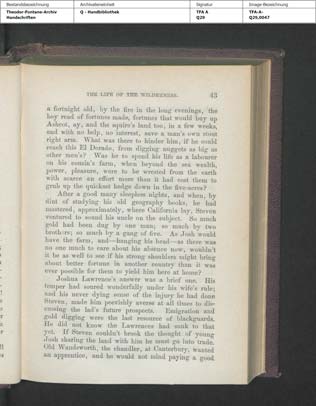 Bestandsbezeichnung Archivaleneinheit Signatur Image-Bezeichnung
Theodor-Fontane-Archiv Q - Handbibliothek TFA A TFA-A-
Handschriften Q29 Q29,0047
THE LIFE OF THE WILDERNESS. 43
a fortnight old, by the fire in the long evenings, the
boy read of fortunes made, fortunes that would buy up
Ashcot, ay, and the squire's land too, in a few weeks,
and with no help, no interest, save a man's own stout
right arm. What was there to hinder him, if he could
reach this El Dorado, from digging nuggets as big as
other men's? Was he to spend his life as a labourer
on his cousin's farm, when beyond the sea wealth,
power, pleasure, were to be wrested from the earth
with scarce an effort more than it had cost them to
grub up the quickset hedge down in the five-acres?
After a good many sleepless nights, and when, by
dint of studying his old geography books, he had
mastered, approximately, where California lay, Steven
ventured to sound his uncle on the subject. So much
gold had been dug by one man; so much by two
brothers; so much by a gang of five. As Josh would
have the farm, and—hanging his head—as there was
no one much to care about his absence now, wouldn't
it be as well to see if his strong shoulders might bring
about better fortune in another country than it was
ever possible for them to yield him here at home?
Joshua Lawrence's answer was a brief one. His
temper had soured wonderfully under his wife's rule;
and his never dying sense of the injury he had done
Steven, made him peevishly averse at all times to dis-
cussing the lad's future prospects. Emigration and
gold digging were the last resource of blackguards.
He did not know the Lawrences had sunk to that
yet. If Steven couldn't brook the thought of young
Josh sharing the land with him he must go into trade.
Old Wandsworth, the chandler, at Canterbury, wanted
an apprentice, and he would not mind paying a good